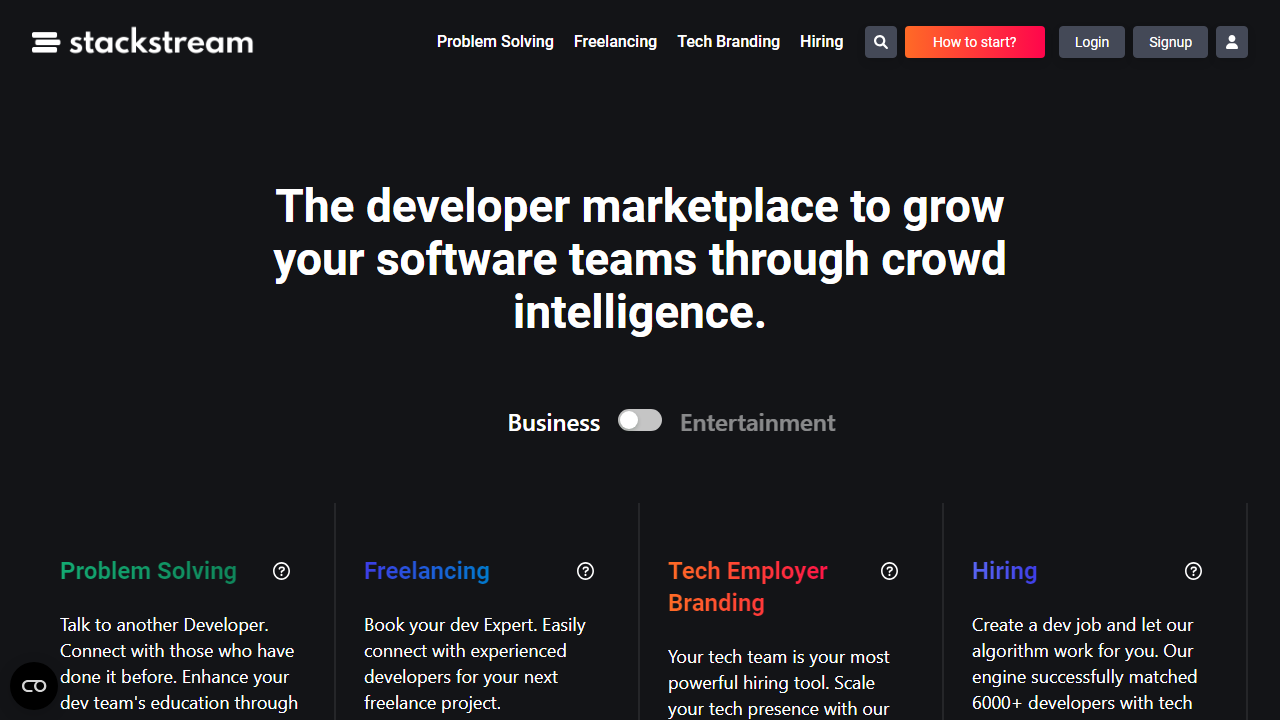 stackstream
Problem Solving Freelancing Tech Branding Hiring How to start? Login Signup
The developer marketplace to grow
your software teams through crowd
intelligence.
Business Entertainment
Problem Solving
Talk to another Developer.
Connect with those who have
done it before. Enhance your
dev team's education through
Freelancing
Book your dev Expert. Easily
connect with experienced
developers for your next
freelance project.
Tech Employer
Branding
Your tech team is your most
powerful hiring tool. Scale
your tech presence with our
Hiring
Create a dev job and let our
algorithm work for you. Our
engine successfully matched
6000+ developers with tech